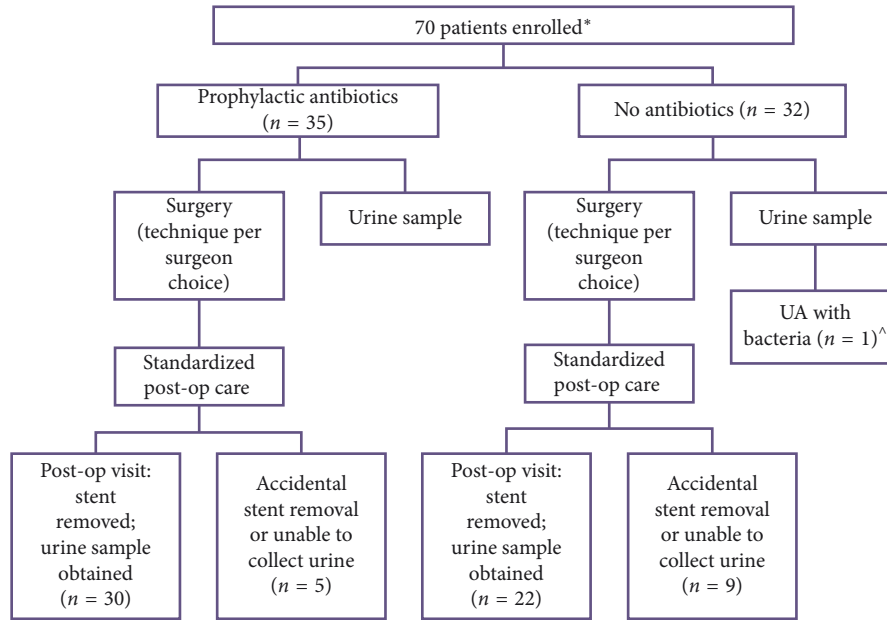 70 patients enrolled*
Prophylactic antibiotics
(n = 35)
No antibiotics (n = 32)
Surgery
(technique per
surgeon
choice)
Urine sample
Surgery
(technique per
surgeon
choice)
Urine sample
UA with
bacteria (n = 1)^
Standardized
post-op care
Standardized
post-op care
Post-op visit:
stent
removed;
urine sample
obtained
(n = 30)
Accidental
stent removal
or unable to
collect urine
(n = 5)
Post-op visit:
stent
removed;
urine sample
obtained
(n = 22)
Accidental
stent removal
or unable to
collect urine
(n = 9)